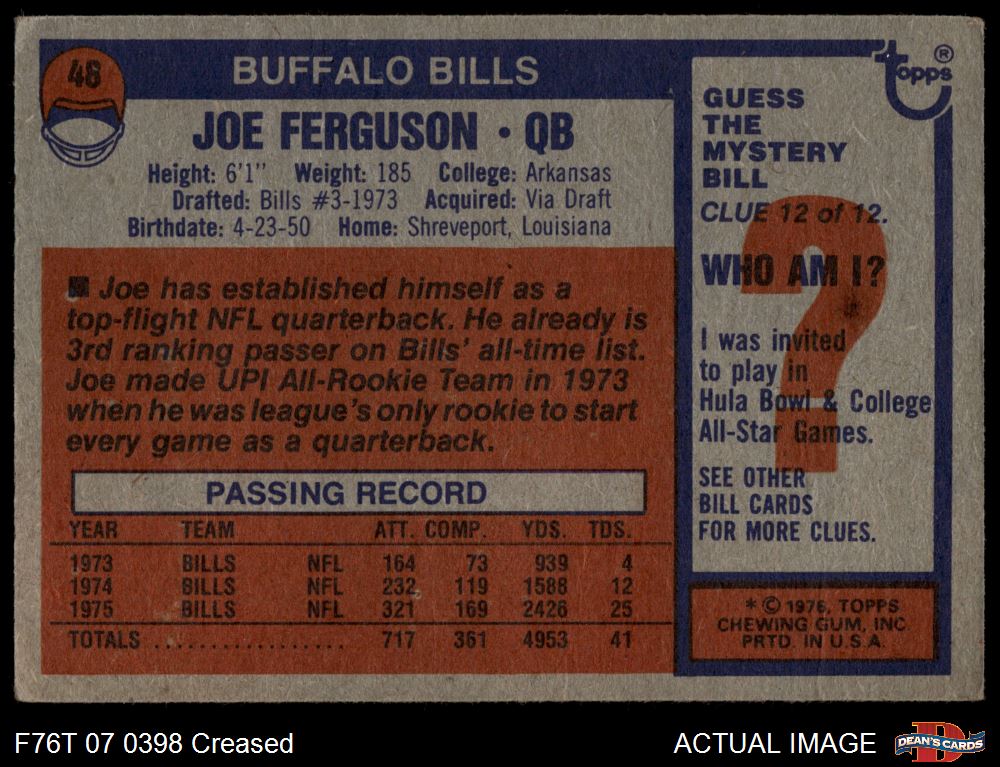 48
BUFFALO BILLS
JOE FERGUSON • QB
Height: 6'1" Weight: 185 College: Arkansas
Drafted: Bills #3-1973 Acquired: Via Draft
Birthdate: 4-23-50 Home: Shreveport, Louisiana
■ Joe has established himself as a
top-flight NFL quarterback. He already is
3rd ranking passer on Bills' all-time list.
Joe made UPI All-Rookie Team in 1973
when he was league's only rookie to start
every game as a quarterback.
PASSING RECORD
YEAR TEAM ATT. COMP. YDS. TDS.
1973 BILLS NFL 164 73 939 4
1974 BILLS NFL 232 119 1588 12
1975 BILLS NFL 321 169 2426 25
TOTALS .................. 717 361 4953 41
topps®
GUESS
THE
MYSTERY
BILL
CLUE 12 of 12.
WHO AM I?
?
I was invited
to play in
Hula Bowl & College
All-Star Games.
SEE OTHER
BILL CARDS
FOR MORE CLUES.
* © 1976, TOPPS
CHEWING GUM, INC.
PRTD. IN U.S.A.
F76T 07 0398 Creased
ACTUAL IMAGE
D
DEAN'S CARDS